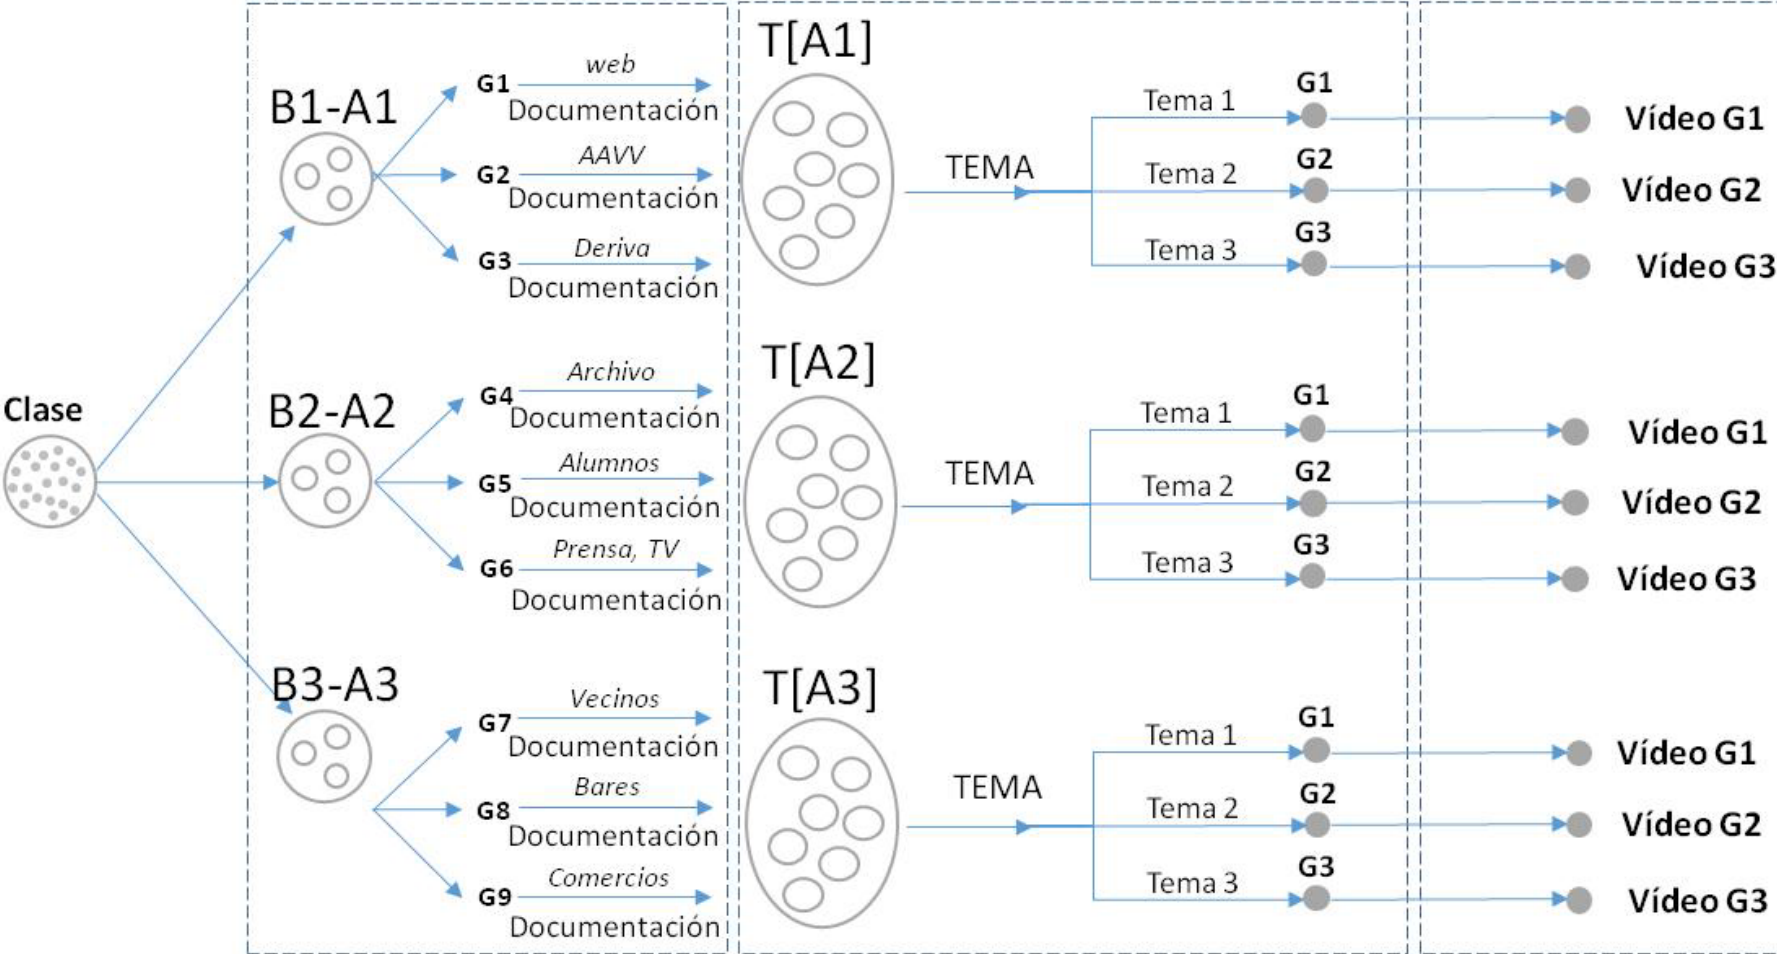 Clase
B1-A1
G1
web
Documentación
G2
AAVV
Documentación
G3
Deriva
Documentación
B2-A2
G4
Archivo
Documentación
G5
Alumnos
Documentación
G6
Prensa, TV
Documentación
B3-A3
G7
Vecinos
Documentación
G8
Bares
Documentación
G9
Comercios
Documentación
T[A1]
TEMA
Tema 1
G1
Vídeo G1
Tema 2
G2
Vídeo G2
Tema 3
G3
Vídeo G3
T[A2]
TEMA
Tema 1
G1
Vídeo G1
Tema 2
G2
Vídeo G2
Tema 3
G3
Vídeo G3
T[A3]
TEMA
Tema 1
G1
Vídeo G1
Tema 2
G2
Vídeo G2
Tema 3
G3
Vídeo G3